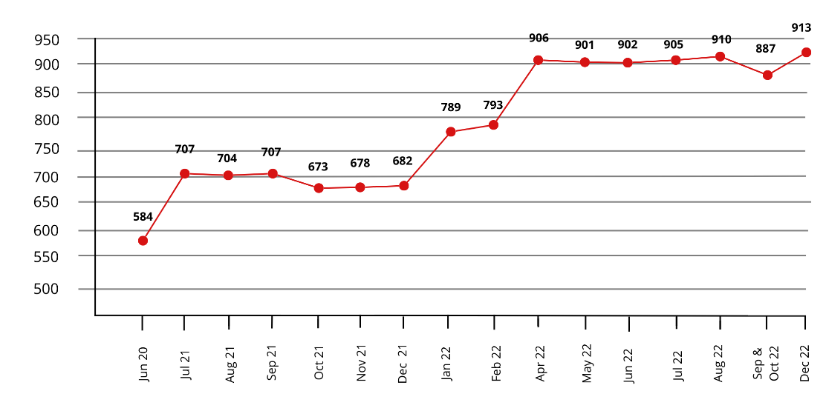 913
906
910
950
901
902
905
887
900
850
789
793
800
707
704
707
673
678
682
750
700
650
584
600
550
500
Jun 20
Jul 21
Aug 21
Sep 21
Oct 21
Nov 21
Dec 21
Jan 22
Feb 22
Apr 22
May 22
Jun 22
Jul 22
Aug 22
Sep &
Oct 22
Dec 22